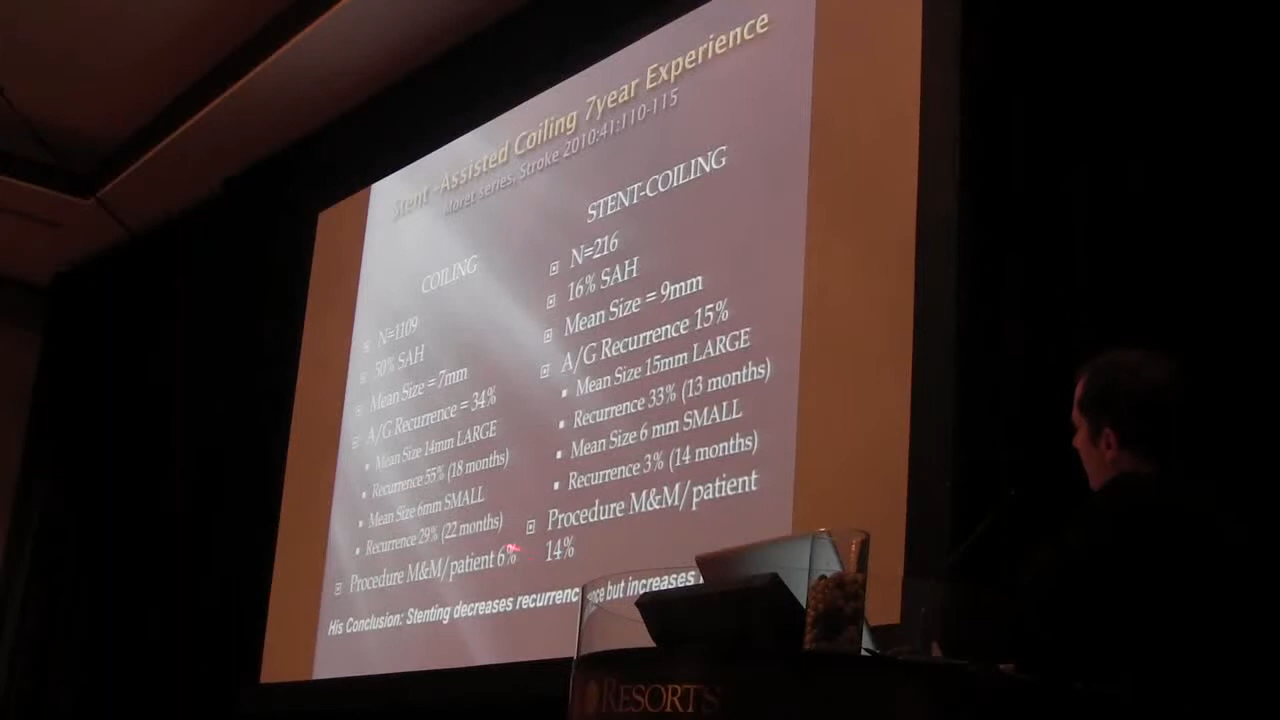 Stent -Assisted Coiling 7year Experience
Moret series, Stroke 2010:41:110-115
COILING
N=1109
50% SAH
Mean Size = 7mm
A/G Recurrence = 34%
Mean Size 14mm LARGE
Recurrence 55% (18 months)
Mean Size 6mm SMALL
Recurrence 29% (22 months)
Procedure M&M/patient 6%
STENT-COILING
N=216
16% SAH
Mean Size = 9mm
A/G Recurrence 15%
Mean Size 15mm LARGE
Recurrence 33% (13 months)
Mean Size 6 mm SMALL
Recurrence 3% (14 months)
Procedure M&M/patient
14%
His Conclusion: Stenting decreases recurrence but increases
RESORTS